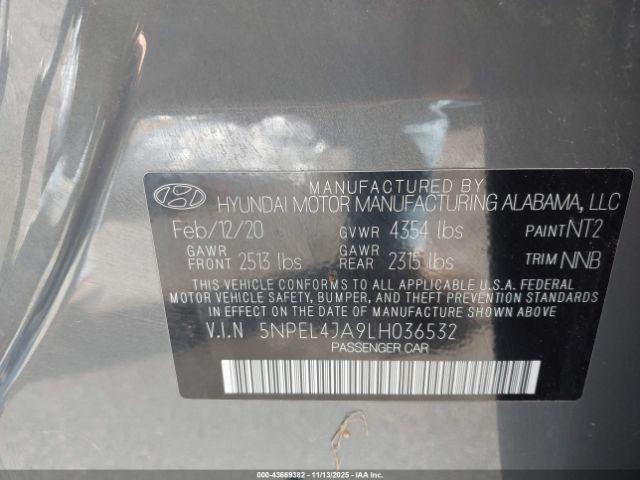 MANUFACTURED BY
HYUNDAI MOTOR MANUFACTURING ALABAMA, LLC
Feb/12/20 GVWR 4354 lbs PAINT NT2
GAWR FRONT 2513 lbs GAWR REAR 2315 lbs TRIM NNB
THIS VEHICLE CONFORMS TO ALL APPLICABLE U.S.A. FEDERAL
MOTOR VEHICLE SAFETY, BUMPER, AND THEFT PREVENTION STANDARDS
IN EFFECT ON THE DATE OF MANUFACTURE SHOWN ABOVE.
V.I.N 5NPEL4JA9LH036532
PASSENGER CAR
000-43669382 - 11/13/2025 - IAA, Inc.